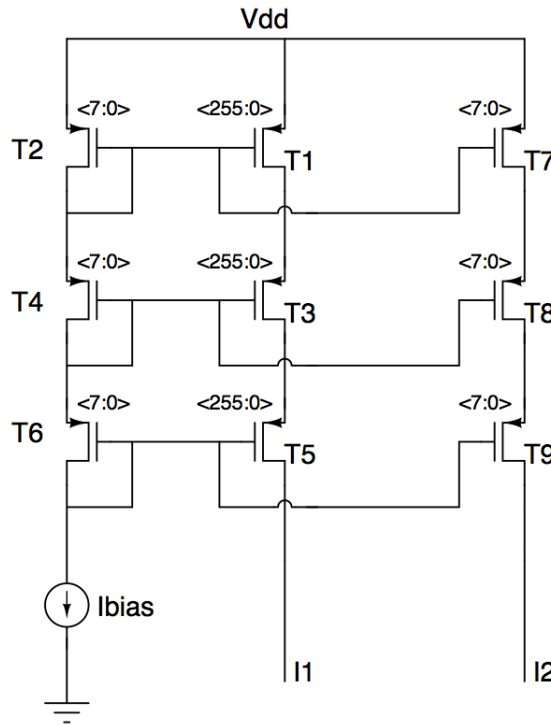 Vdd
<7:0> <255:0> <7:0>
T2 T1 T7
<7:0> <255:0> <7:0>
T4 T3 T8
<7:0> <255:0> <7:0>
T6 T5 T9
Ibias
I1 I2